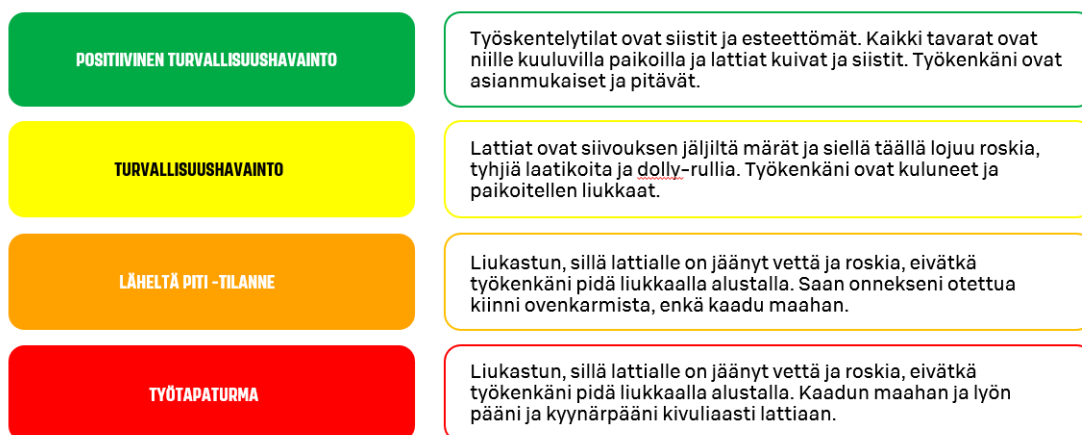 POSITIIVINEN TURVALLISUUSHAVAINTO
Työskentelytilat ovat siistit ja esteettömät. Kaikki tavarat ovat
niille kuuluvilla paikoilla ja lattiat kuivat ja siistit. Työkenkäni ovat
asianmukaiset ja pitävät.
TURVALLISUUSHAVAINTO
Lattiat ovat siivouksen jäljiltä märät ja siellä täällä lojuu roskia,
tyhjiä laatikoita ja dolly-rullia. Työkenkäni ovat kuluneet ja
paikoitellen liukkaat.
LÄHELTÄ PITI -TILANNE
Liukastun, sillä lattialle on jäänyt vettä ja roskia, eivätkä
työkenkäni pidä liukkaalla alustalla. Saan onnekseni otettua
kiinni ovenkarmista, enkä kaadu maahan.
TYÖTAPATURMA
Liukastun, sillä lattialle on jäänyt vettä ja roskia, eivätkä
työkenkäni pidä liukkaalla alustalla. Kaadun maahan ja lyön
pääni ja kyynärpääni kivuliaasti lattiaan.